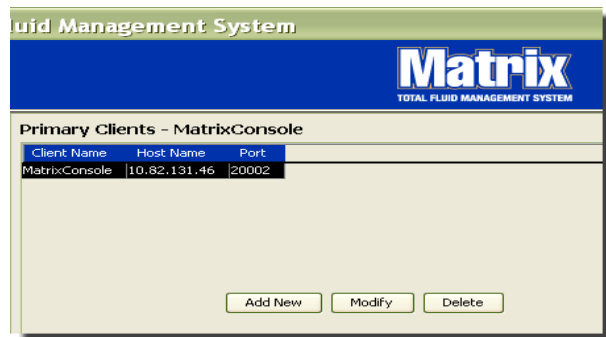 luid Management System
Matrix
TOTAL FLUID MANAGEMENT SYSTEM
Primary Clients - MatrixConsole
Client Name Host Name Port
MatrixConsole 10.82.131.46 20002
Add New Modify Delete